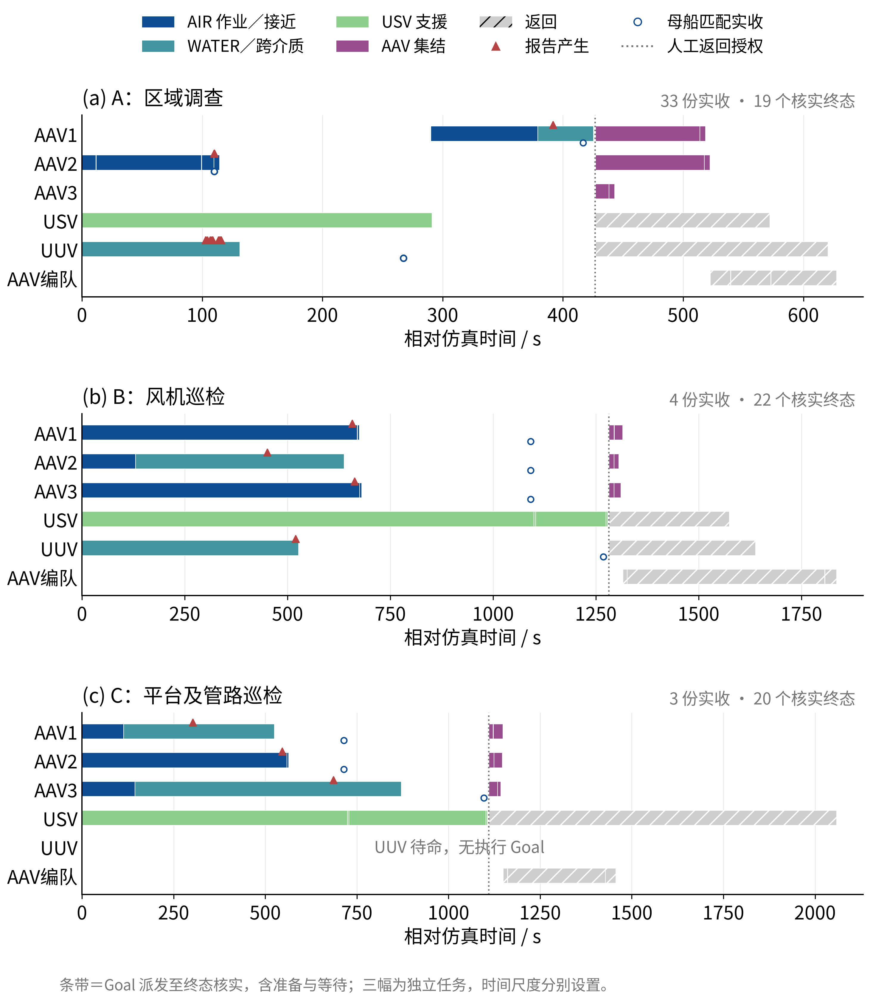 AIR 作业／接近
USV 支援
返回
母船匹配实收
WATER／跨介质
AAV 集结
报告产生
人工返回授权
(a) A：区域调查
33 份实收 · 19 个核实终态
AAV1
AAV2
AAV3
USV
UUV
AAV编队
0 100 200 300 400 500 600
相对仿真时间 / s
(b) B：风机巡检
4 份实收 · 22 个核实终态
AAV1
AAV2
AAV3
USV
UUV
AAV编队
0 250 500 750 1000 1250 1500 1750
相对仿真时间 / s
(c) C：平台及管路巡检
3 份实收 · 20 个核实终态
AAV1
AAV2
AAV3
USV
UUV
UUV 待命，无执行 Goal
AAV编队
0 250 500 750 1000 1250 1500 1750 2000
相对仿真时间 / s
条带＝Goal 派发至终态核实，含准备与等待；三幅为独立任务，时间尺度分别设置。